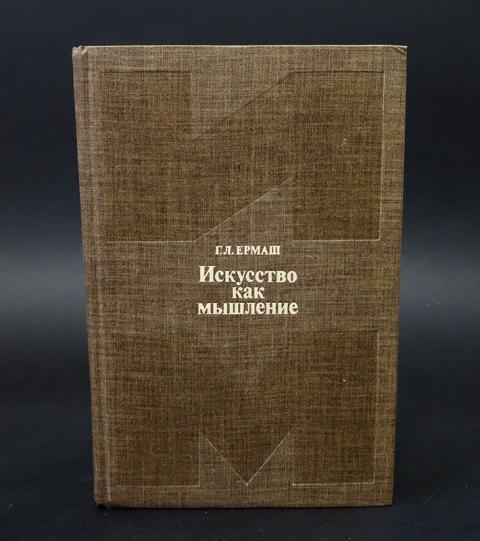 Г.Л. ЕРМАШ
Искусство
как
мышление